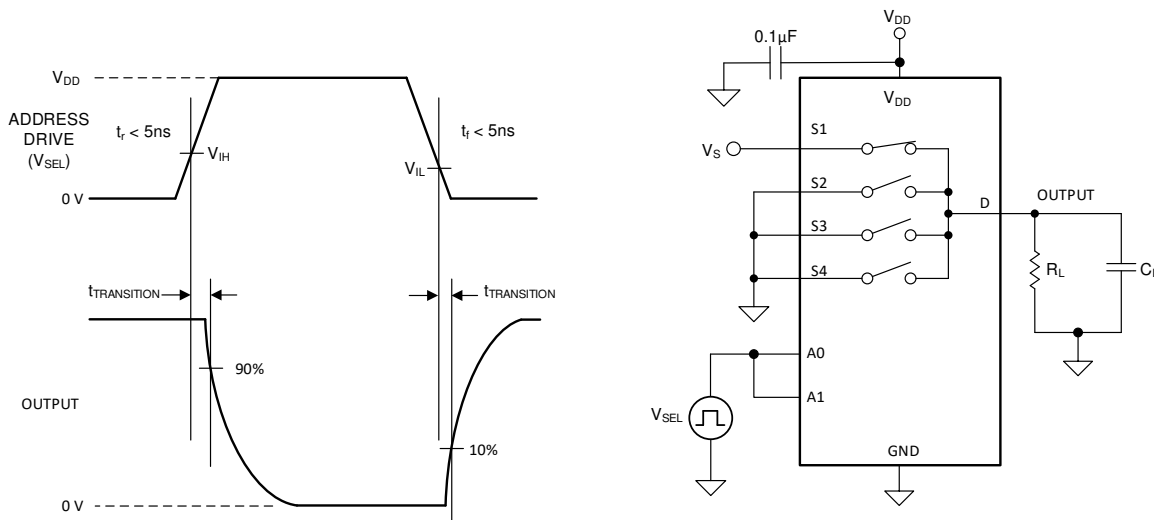 VDD
ADDRESS
DRIVE
(VSEL)
tr < 5ns
VIH
tf < 5ns
VIL
0 V
tTRANSITION
tTRANSITION
90%
OUTPUT
10%
0 V
VDD
0.1µF
VDD
VS
S1
S2
S3
S4
D
OUTPUT
RL
A0
A1
VSEL
GND